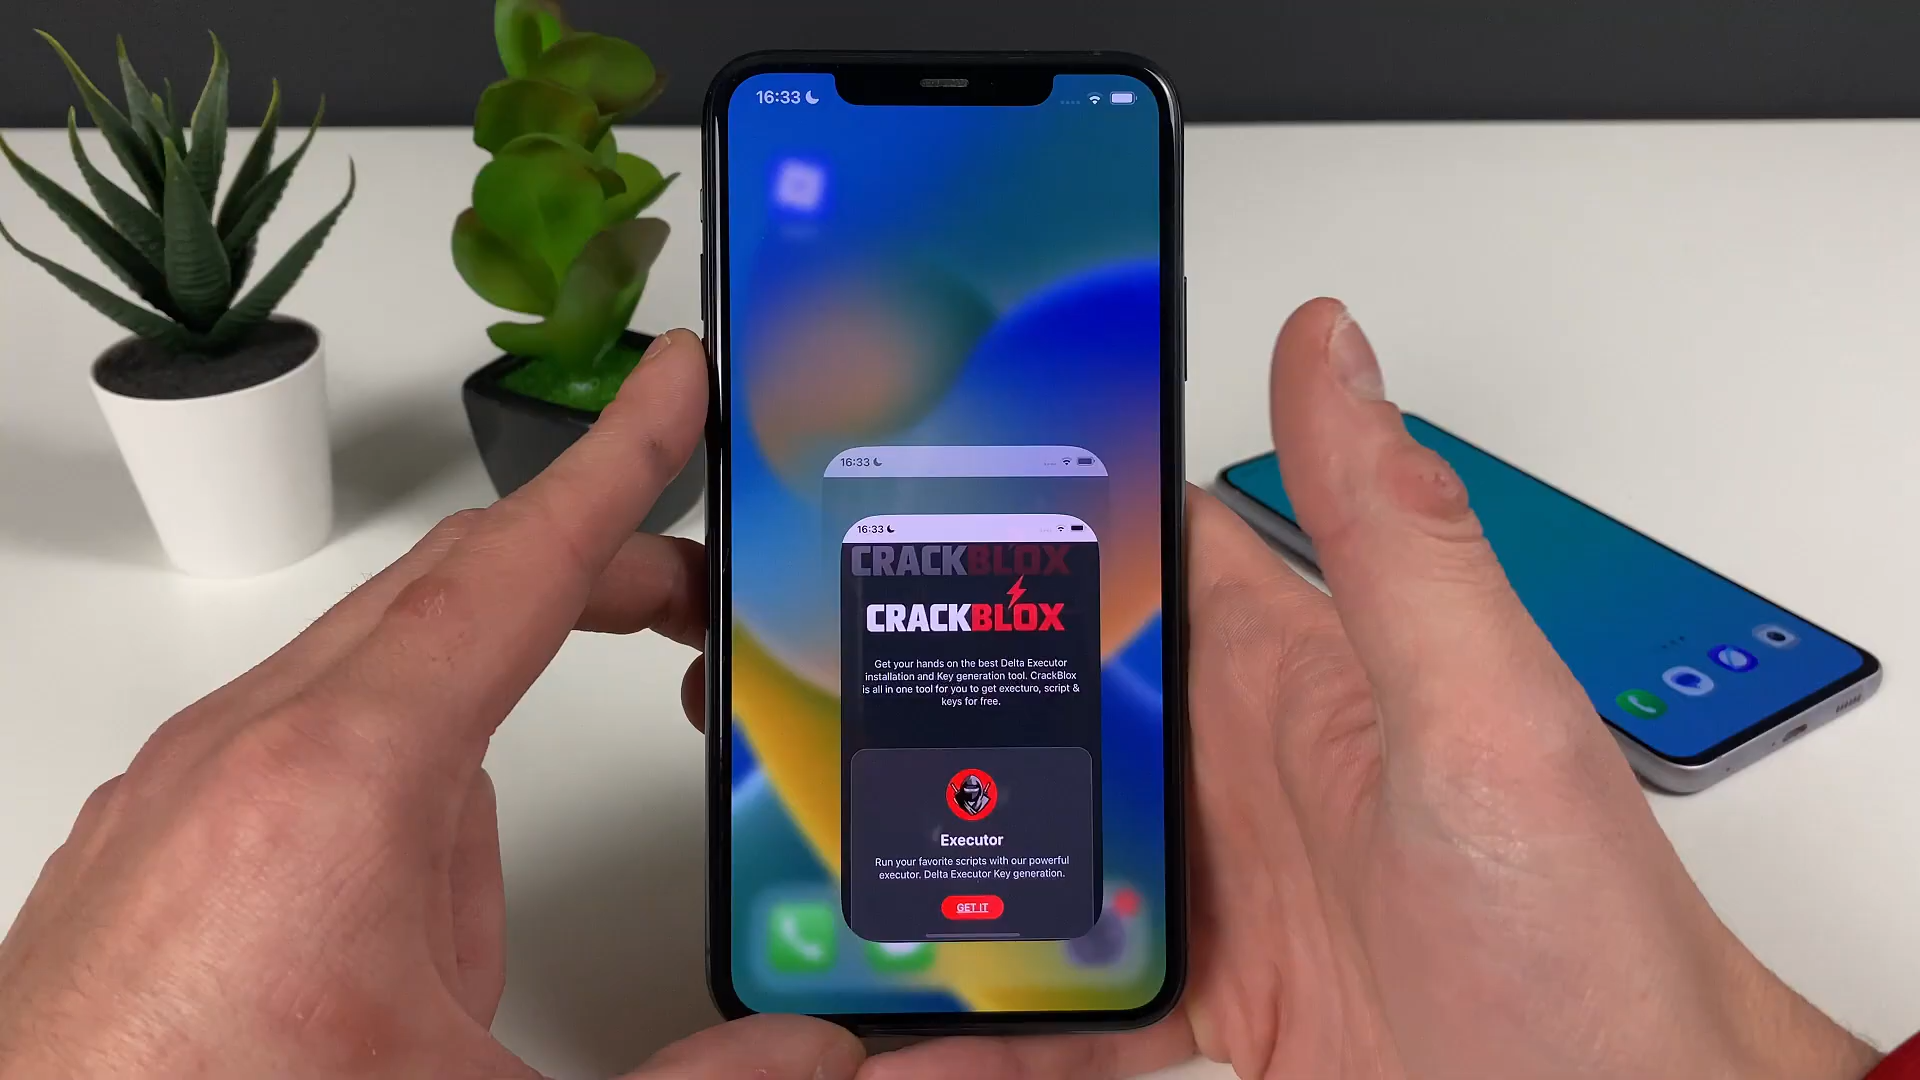 16:33
16:33
16:33
CRACKBLOX
CRACKBLOX
Get your hands on the best Delta Executor
installation and Key generation tool. CrackBlox
is all in one tool for you to get executro, script &
keys for free.
Executor
Run your favorite scripts with our powerful
executor. Delta Executor Key generation.
GET IT